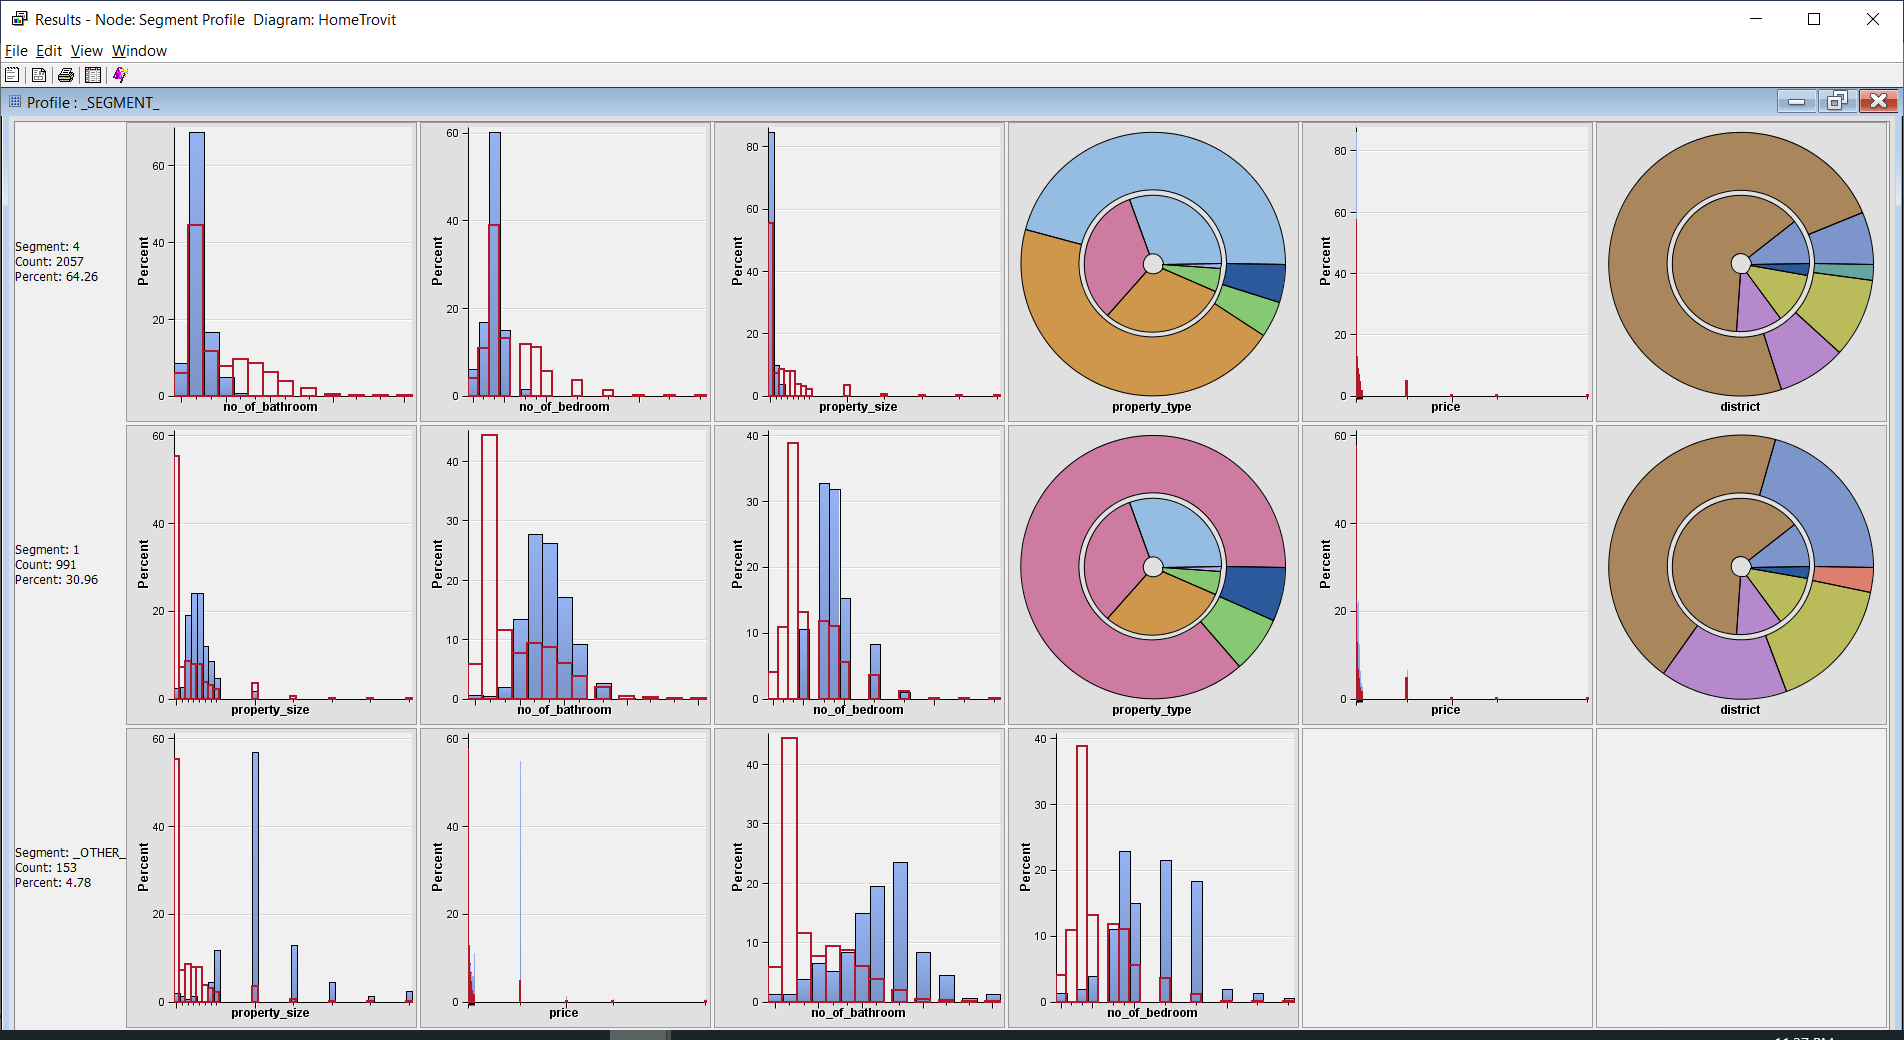 Results - Node: Segment Profile  Diagram: HomeTrovit
File Edit View Window
Profile : _SEGMENT_
Segment: 4
Count: 2057
Percent: 64.26
Percent
60
40
20
0
no_of_bathroom
60
40
20
0
Percent
no_of_bedroom
80
60
40
20
0
Percent
property_size
property_type
80
60
40
20
0
Percent
price
district
Segment: 1
Count: 991
Percent: 30.96
60
40
20
0
Percent
property_size
40
30
20
10
0
Percent
no_of_bathroom
40
30
20
10
0
Percent
no_of_bedroom
property_type
60
40
20
0
Percent
price
district
Segment: _OTHER_
Count: 153
Percent: 4.78
60
40
20
0
Percent
property_size
60
40
20
0
Percent
price
40
30
20
10
0
Percent
no_of_bathroom
40
30
20
10
0
Percent
no_of_bedroom